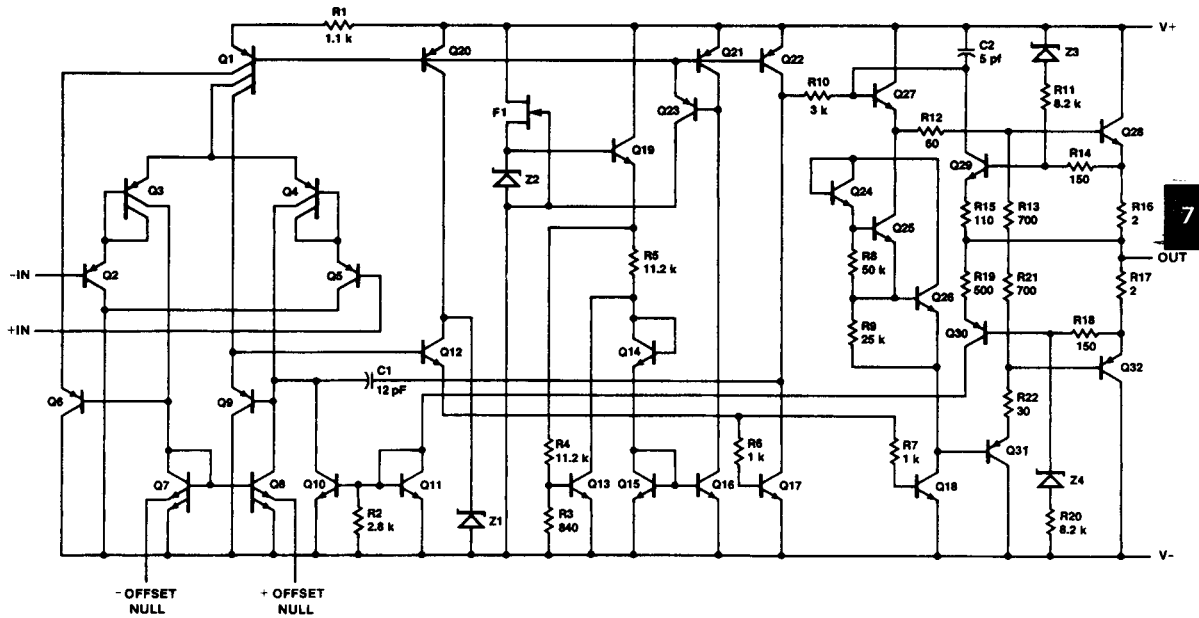 R1
1.1 k
V+
Q1
Q20
Q21
Q22
C2
5 pf
Z3
R10
3 k
Q27
R11
8.2 k
Q23
F1
R12
60
Q28
Q19
Q29
R14
150
Z2
Q3
Q4
Q24
R15
110
R13
700
R16
2
7
Q25
OUT
-IN
Q2
Q5
R5
11.2 k
R8
50 k
R19
500
R21
700
R17
2
Q26
+IN
R9
25 k
Q30
R18
150
Q12
Q14
C1
12 pF
Q32
Q6
Q9
R22
30
R4
11.2 k
R6
1 k
R7
1 k
Q31
Q7
Q8
Q10
Q11
Q13
Q15
Q16
Q17
Q18
Z4
R2
2.8 k
Z1
R3
840
R20
8.2 k
V-
- OFFSET
NULL
+ OFFSET
NULL